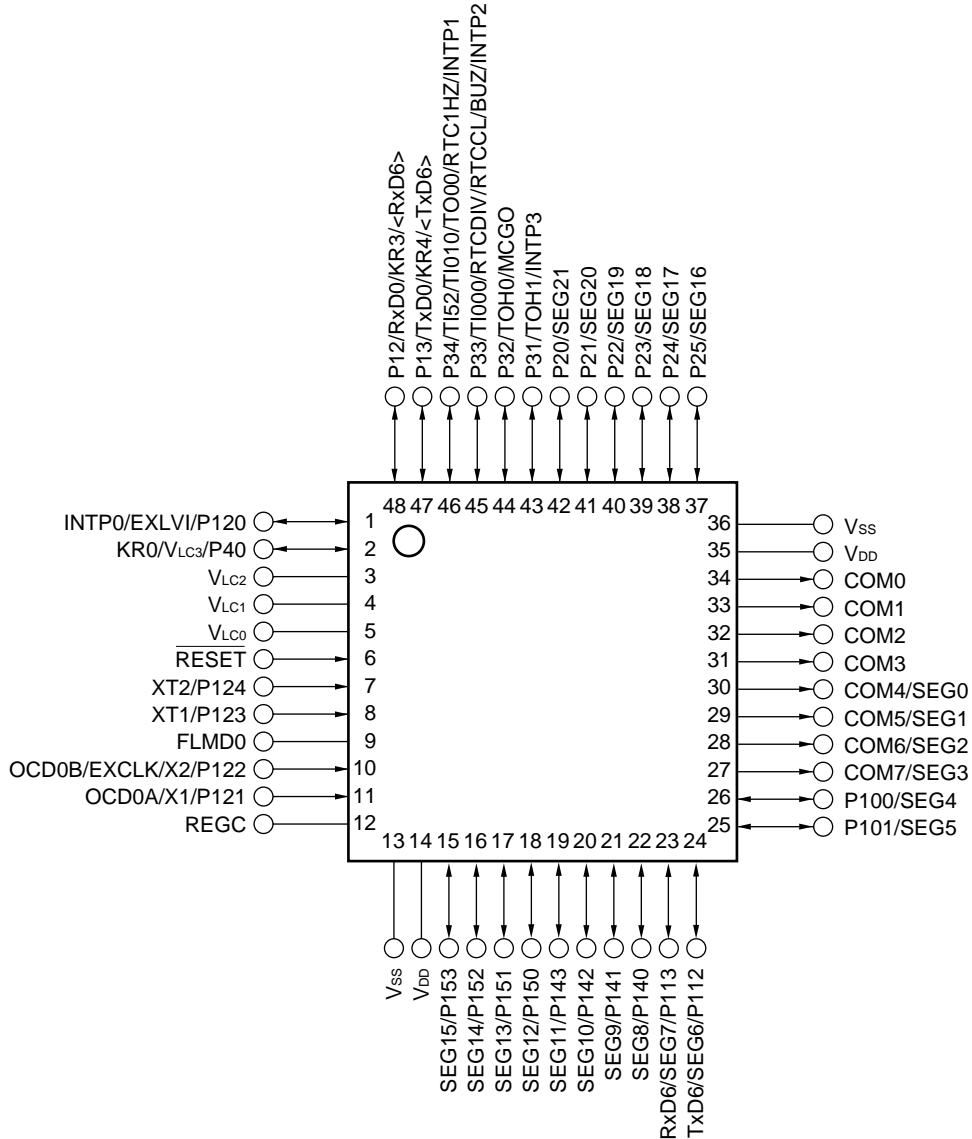 P12/RxD0/KR3/<RxD6>
P13/TxD0/KR4/<TxD6>
P34/TI52/TI010/TO00/RTC1HZ/INTP1
P33/TI000/RTCDIV/RTCCL/BUZ/INTP2
P32/TOH0/MCGO
P31/TOH1/INTP3
P20/SEG21
P21/SEG20
P22/SEG19
P23/SEG18
P24/SEG17
P25/SEG16
48 47 46 45 44 43 42 41 40 39 38 37
INTP0/EXLVI/P120 1
KR0/VLC3/P40 2
VLC2 3
VLC1 4
VLC0 5
RESET 6
XT2/P124 7
XT1/P123 8
FLMD0 9
OCD0B/EXCLK/X2/P122 10
OCD0A/X1/P121 11
REGC 12
36 VSS
35 VDD
34 COM0
33 COM1
32 COM2
31 COM3
30 COM4/SEG0
29 COM5/SEG1
28 COM6/SEG2
27 COM7/SEG3
26 P100/SEG4
25 P101/SEG5
13 14 15 16 17 18 19 20 21 22 23 24
VSS
VDD
SEG15/P153
SEG14/P152
SEG13/P151
SEG12/P150
SEG11/P143
SEG10/P142
SEG9/P141
SEG8/P140
RxD6/SEG7/P113
TxD6/SEG6/P112